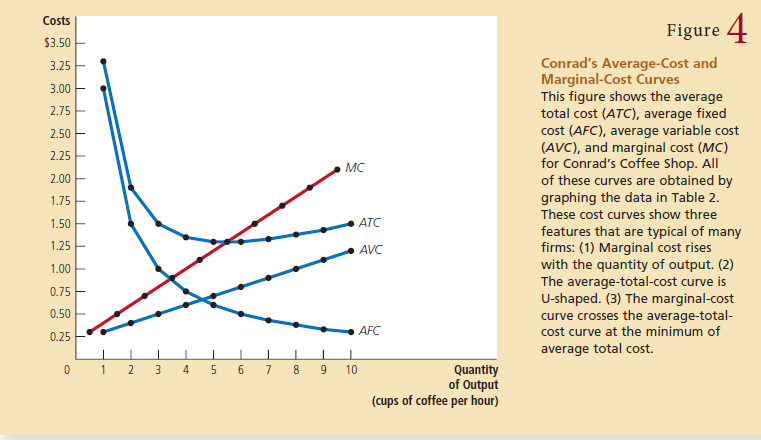 Costs
$3.50
3.25
3.00
2.75
2.50
2.25
2.00
1.75
1.50
1.25
1.00
0.75
0.50
0.25
MC
ATC
AVC
AFC
0 1 2 3 4 5 6 7 8 9 10
Quantity
of Output
(cups of coffee per hour)
Figure 4
Conrad’s Average-Cost and
Marginal-Cost Curves
This figure shows the average
total cost (ATC), average fixed
cost (AFC), average variable cost
(AVC), and marginal cost (MC)
for Conrad’s Coffee Shop. All
of these curves are obtained by
graphing the data in Table 2.
These cost curves show three
features that are typical of many
firms: (1) Marginal cost rises
with the quantity of output. (2)
The average-total-cost curve is
U-shaped. (3) The marginal-cost
curve crosses the average-total-
cost curve at the minimum of
average total cost.